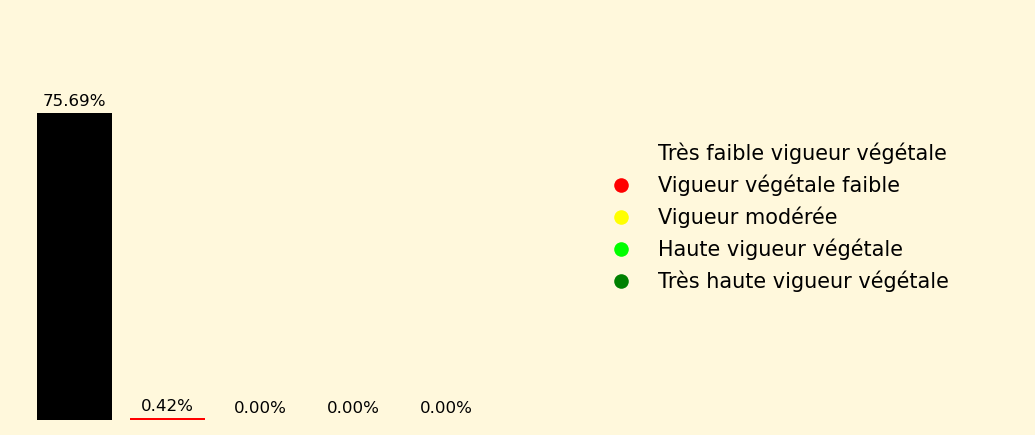 75.69%
0.42%
0.00%
0.00%
0.00%
Très faible vigueur végétale
Vigueur végétale faible
Vigueur modérée
Haute vigueur végétale
Très haute vigueur végétale